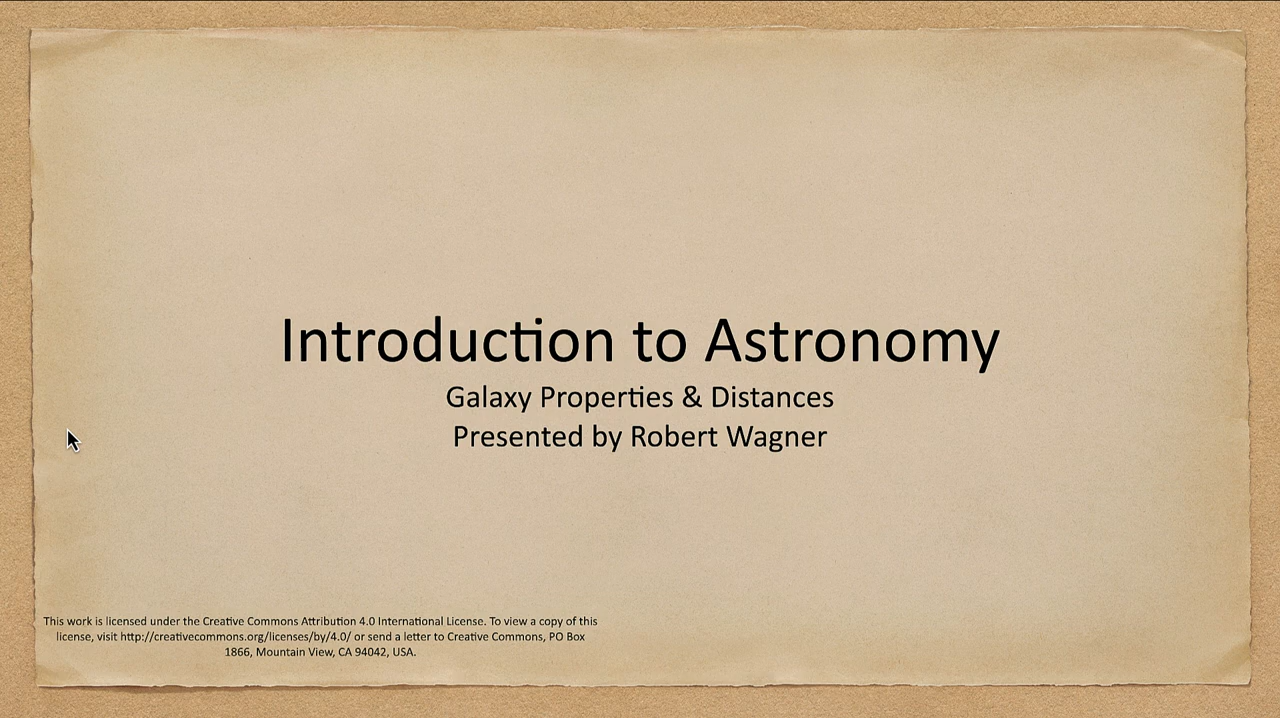 Introduction to Astronomy
Galaxy Properties & Distances
Presented by Robert Wagner
This work is licensed under the Creative Commons Attribution 4.0 International License. To view a copy of this
license, visit http://creativecommons.org/licenses/by/4.0/ or send a letter to Creative Commons, PO Box
1866, Mountain View, CA 94042, USA.